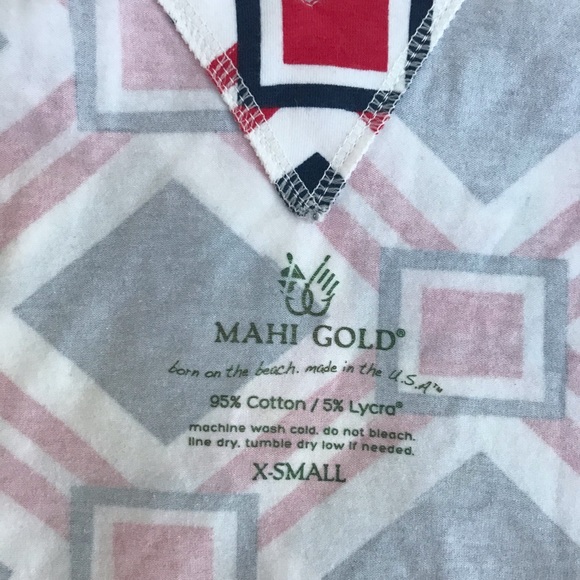 MAHI GOLD®
born on the beach. made in the U.S.A™
95% Cotton / 5% Lycra®
machine wash cold. do not bleach.
line dry. tumble dry low if needed.
X-SMALL